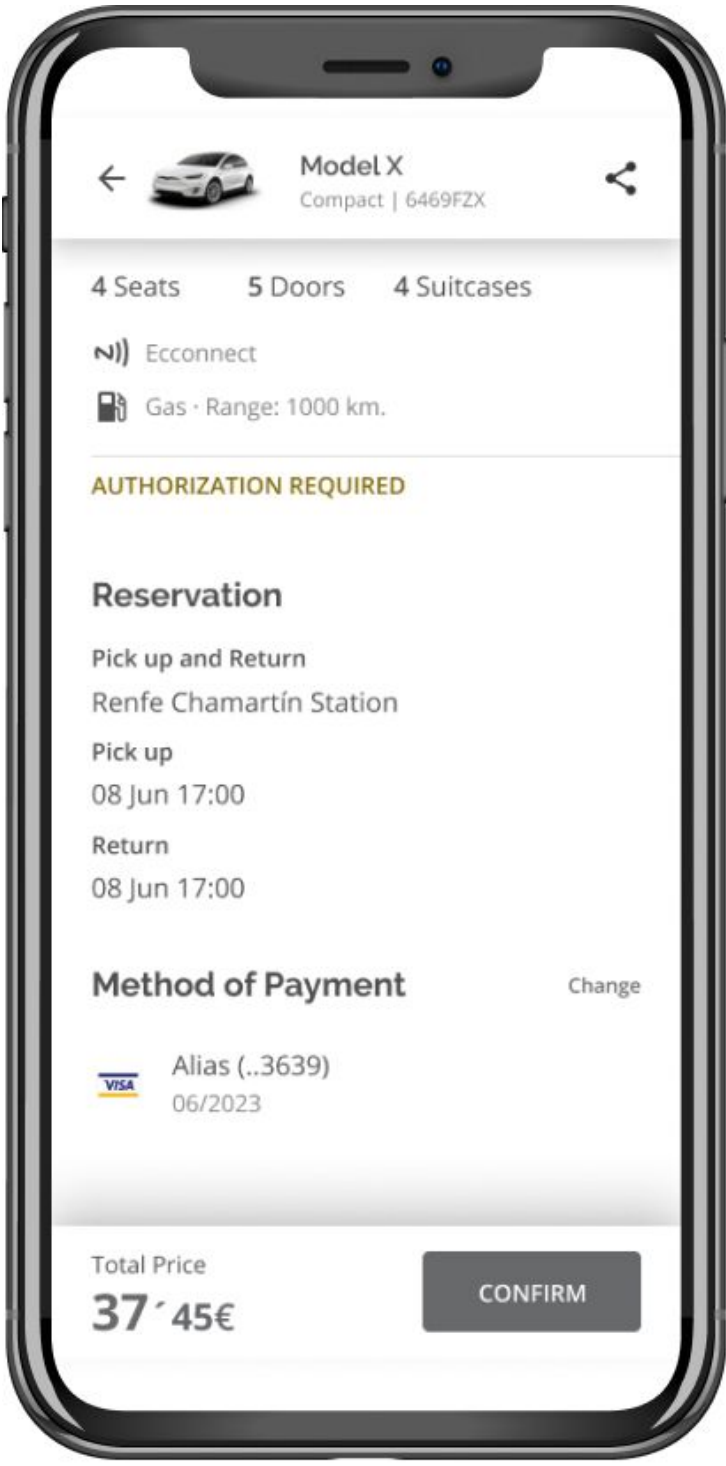 Model X
Compact | 6469FZX
4 Seats 5 Doors 4 Suitcases
Ecconnect
Gas · Range: 1000 km.
AUTHORIZATION REQUIRED
Reservation
Pick up and Return
Renfe Chamartín Station
Pick up
08 Jun 17:00
Return
08 Jun 17:00
Method of Payment Change
VISA Alias (..3639)
06/2023
Total Price
37´45€
CONFIRM